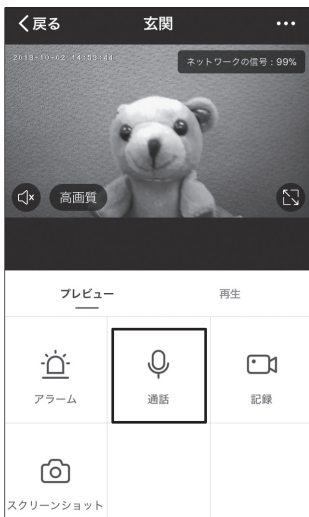 戻る 玄関 •••
2018-10-02 14:53:44 ネットワークの信号：99%
高画質
プレビュー 再生
アラーム 通話 記録
スクリーンショット